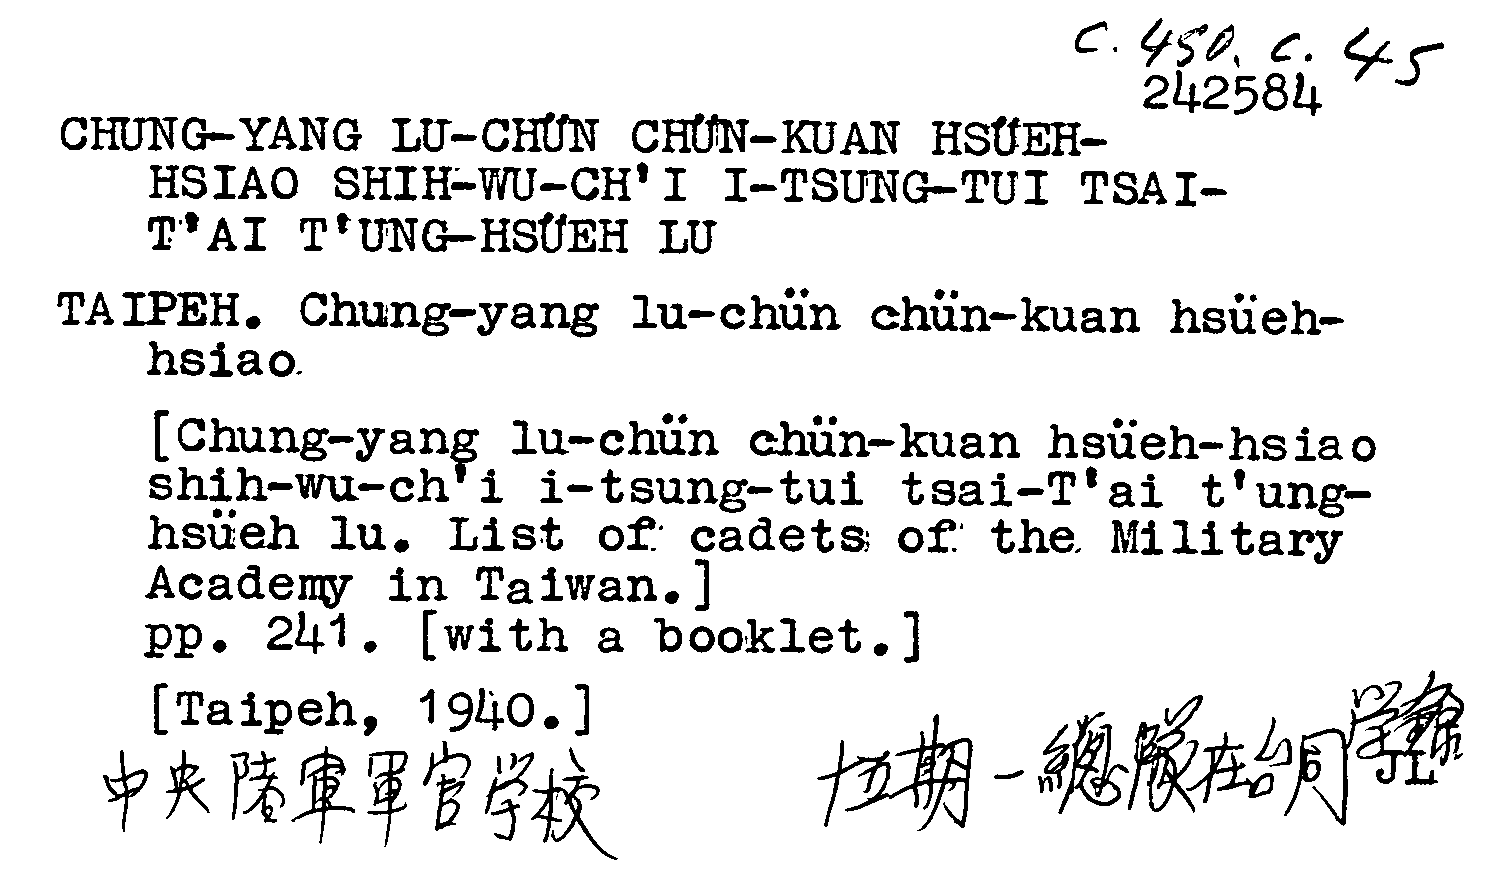 c. 450. c. 45
242584
CHUNG-YANG LU-CHÜN CHÜN-KUAN HSÜEH-
HSIAO SHIH-WU-CH'I I-TSUNG-TUI TSAI-
T'AI T'UNG-HSÜEH LU
TAIPEH. Chung-yang lu-chün chün-kuan hsüeh-
hsiao.
[Chung-yang lu-chün chün-kuan hsüeh-hsiao
shih-wu-ch'i i-tsung-tui tsai-T'ai t'ung-
hsüeh lu. List of cadets of the Military
Academy in Taiwan.]
pp. 241. [with a booklet.]
[Taipeh, 1940.]
中央陸軍軍官学校 十五期一總隊在台同学錄
JL